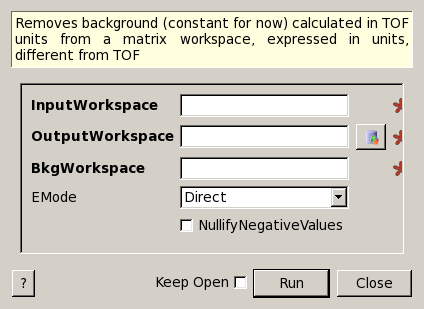 Removes background (constant for now) calculated in TOF
units from a matrix workspace, expressed in units,
different from TOF
InputWorkspace
OutputWorkspace
BkgWorkspace
EMode Direct
NullifyNegativeValues
? Keep Open Run Close